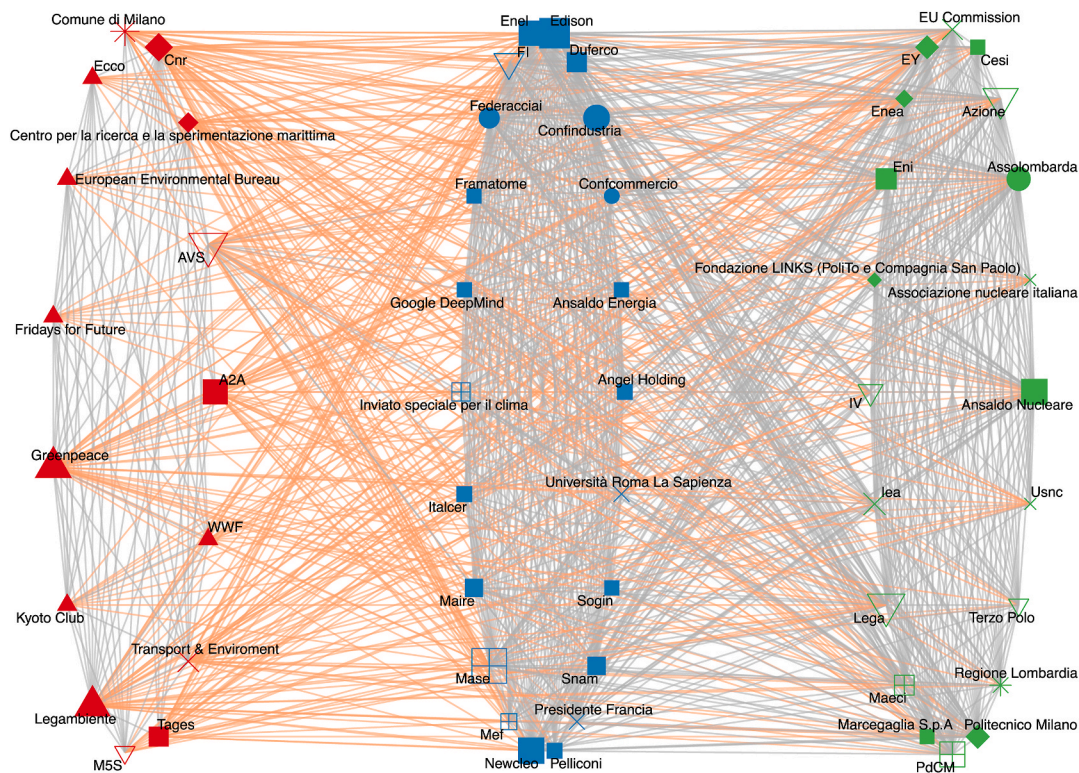 Comune di Milano
Cnr
Ecco
Centro per la ricerca e la sperimentazione marittima
European Environmental Bureau
AVS
Fridays for Future
A2A
Greenpeace
WWF
Kyoto Club
Transport & Enviroment
Legambiente
Tages
M5S
Enel
Edison
FI
Duferco
Federacciai
Confindustria
Framatome
Confcommercio
Google DeepMind
Ansaldo Energia
Angel Holding
Inviato speciale per il clima
Università Roma La Sapienza
Italcer
Maire
Sogin
Mase
Snam
Presidente Francia
Mef
Newcleo
Pelliconi
EU Commission
EY
Cesi
Enea
Azione
Eni
Assolombarda
Fondazione LINKS (PoliTo e Compagnia San Paolo)
Associazione nucleare italiana
IV
Ansaldo Nucleare
Iea
Usnc
Lega
Terzo Polo
Regione Lombardia
Maeci
Marcegaglia S.p.A
Politecnico Milano
PdCM